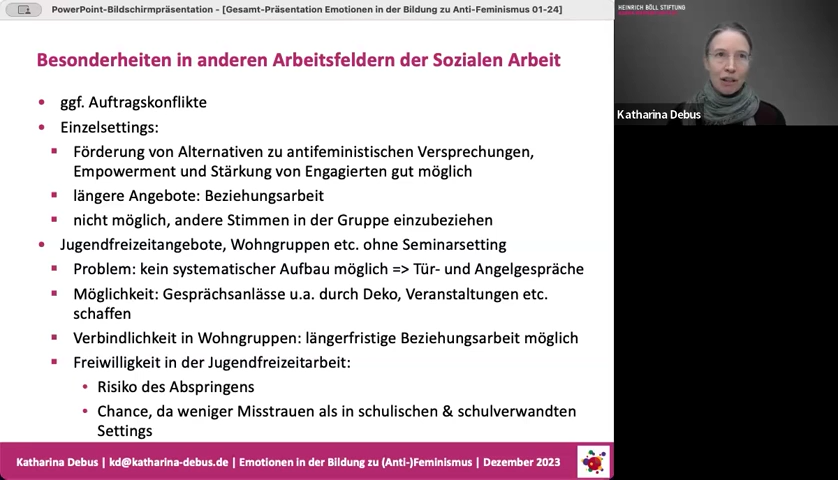 PowerPoint-Bildschirmpräsentation - [Gesamt-Präsentation Emotionen in der Bildung zu Anti-Feminismus 01-24]
HEINRICH BÖLL STIFTUNG
Besonderheiten in anderen Arbeitsfeldern der Sozialen Arbeit
• ggf. Auftragskonflikte
• Einzelsettings:
▪ Förderung von Alternativen zu antifeministischen Versprechungen,
Empowerment und Stärkung von Engagierten gut möglich
▪ längere Angebote: Beziehungsarbeit
▪ nicht möglich, andere Stimmen in der Gruppe einzubeziehen
• Jugendfreizeitangebote, Wohngruppen etc. ohne Seminarsetting
▪ Problem: kein systematischer Aufbau möglich => Tür- und Angelgespräche
▪ Möglichkeit: Gesprächsanlässe u.a. durch Deko, Veranstaltungen etc.
schaffen
▪ Verbindlichkeit in Wohngruppen: längerfristige Beziehungsarbeit möglich
▪ Freiwilligkeit in der Jugendfreizeitarbeit:
• Risiko des Abspringens
• Chance, da weniger Misstrauen als in schulischen & schulverwandten
Settings
Katharina Debus | kd@katharina-debus.de | Emotionen in der Bildung zu (Anti-)Feminismus | Dezember 2023
Katharina Debus